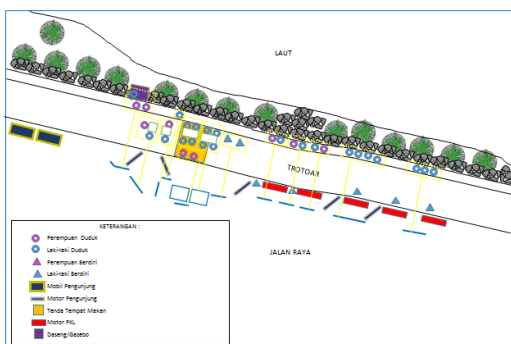 LAUT
TROTOAR
JALAN RAYA
KETERANGAN :
Perempuan Duduk
Laki-laki Duduk
Perempuan Berdiri
Laki-laki Berdiri
Mobil Pengunjung
Motor Pengunjung
Tenda Tempat Makan
Motor PKL
Daseng/Gazebo